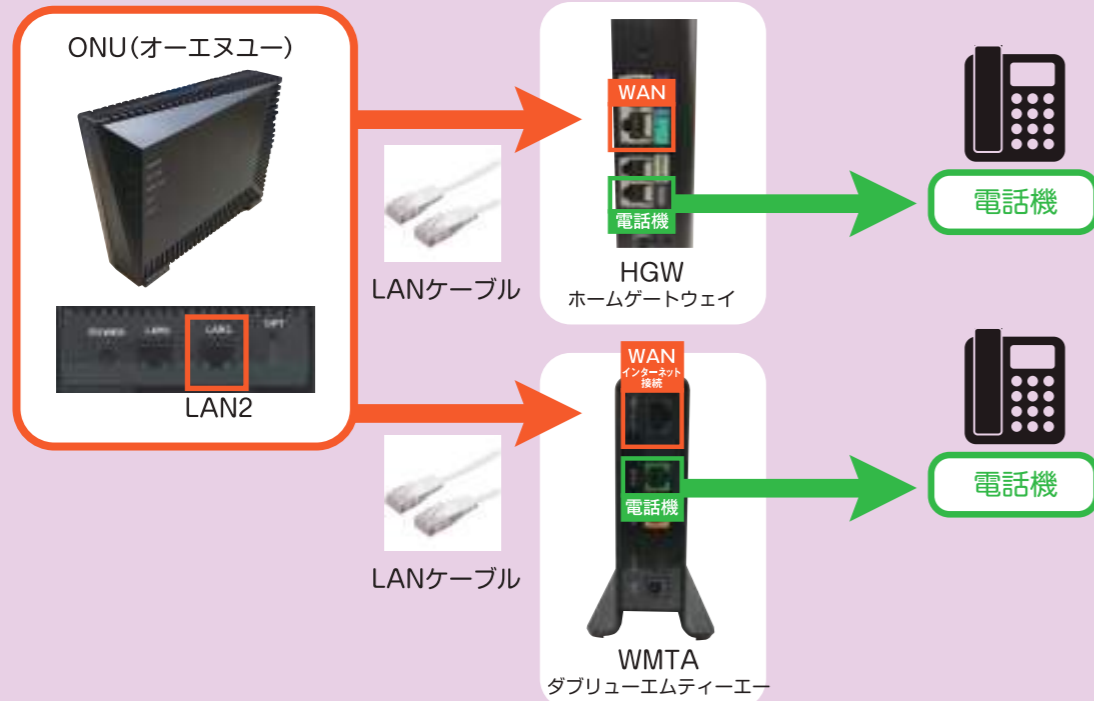 ONU(オーエヌユー)
LAN2
LAN2
LANケーブル
WAN
電話機
HGW
ホームゲートウェイ
電話機
LANケーブル
WAN
インターネット
接続
電話機
WMTA
ダブリューエムティーエー
電話機